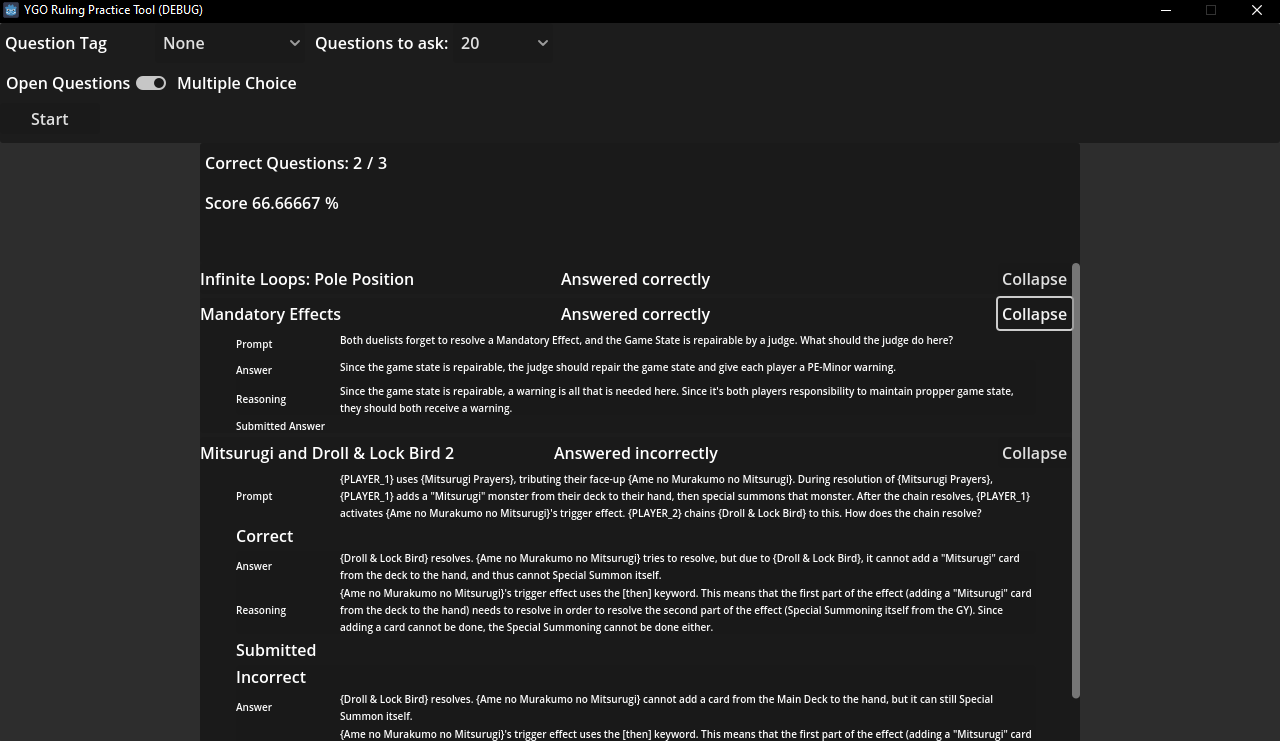 YGO Ruling Practice Tool (DEBUG)
Question Tag None Questions to ask: 20
Open Questions Multiple Choice
Start
Correct Questions: 2 / 3
Score 66.66667 %
Infinite Loops: Pole Position Answered correctly Collapse
Mandatory Effects Answered correctly Collapse
Prompt Both duelists forget to resolve a Mandatory Effect, and the Game State is repairable by a judge. What should the judge do here?
Answer Since the game state is repairable, the judge should repair the game state and give each player a PE-Minor warning.
Reasoning Since the game state is repairable, a warning is all that is needed here. Since it's both players responsibility to maintain propper game state,
they should both receive a warning.
Submitted Answer
Mitsurugi and Droll & Lock Bird 2 Answered incorrectly Collapse
Prompt {PLAYER_1} uses {Mitsurugi Prayers}, tributing their face-up {Ame no Murakumo no Mitsurugi}. During resolution of {Mitsurugi Prayers},
{PLAYER_1} adds a "Mitsurugi" monster from their deck to their hand, then special summons that monster. After the chain resolves, {PLAYER_1}
activates {Ame no Murakumo no Mitsurugi}'s trigger effect. {PLAYER_2} chains {Droll & Lock Bird} to this. How does the chain resolve?
Correct
Answer {Droll & Lock Bird} resolves. {Ame no Murakumo no Mitsurugi} tries to resolve, but due to {Droll & Lock Bird}, it cannot add a "Mitsurugi" card
from the deck to the hand, and thus cannot Special Summon itself.
Reasoning {Ame no Murakumo no Mitsurugi}'s trigger effect uses the [then] keyword. This means that the first part of the effect (adding a "Mitsurugi" card
from the deck to the hand) needs to resolve in order to resolve the second part of the effect (Special Summoning itself from the GY). Since
adding a card cannot be done, the Special Summoning cannot be done either.
Submitted
Incorrect
Answer {Droll & Lock Bird} resolves. {Ame no Murakumo no Mitsurugi} cannot add a card from the Main Deck to the hand, but it can still Special
Summon itself.
{Ame no Murakumo no Mitsurugi}'s trigger effect uses the [then] keyword. This means that the first part of the effect (adding a "Mitsurugi" card